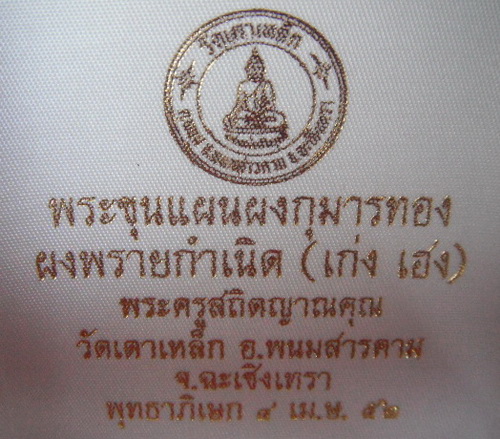 วัดเตาเหล็ก
พระขุนแผนผงกุมารทอง
ผงพรายกำเนิด (เก่ง เฮง)
พระครูสถิตญาณคุณ
วัดเตาเหล็ก อ.พนมสารคาม
จ.ฉะเชิงเทรา
พุทธาภิเษก ๔ เม.ษ. ๕๒